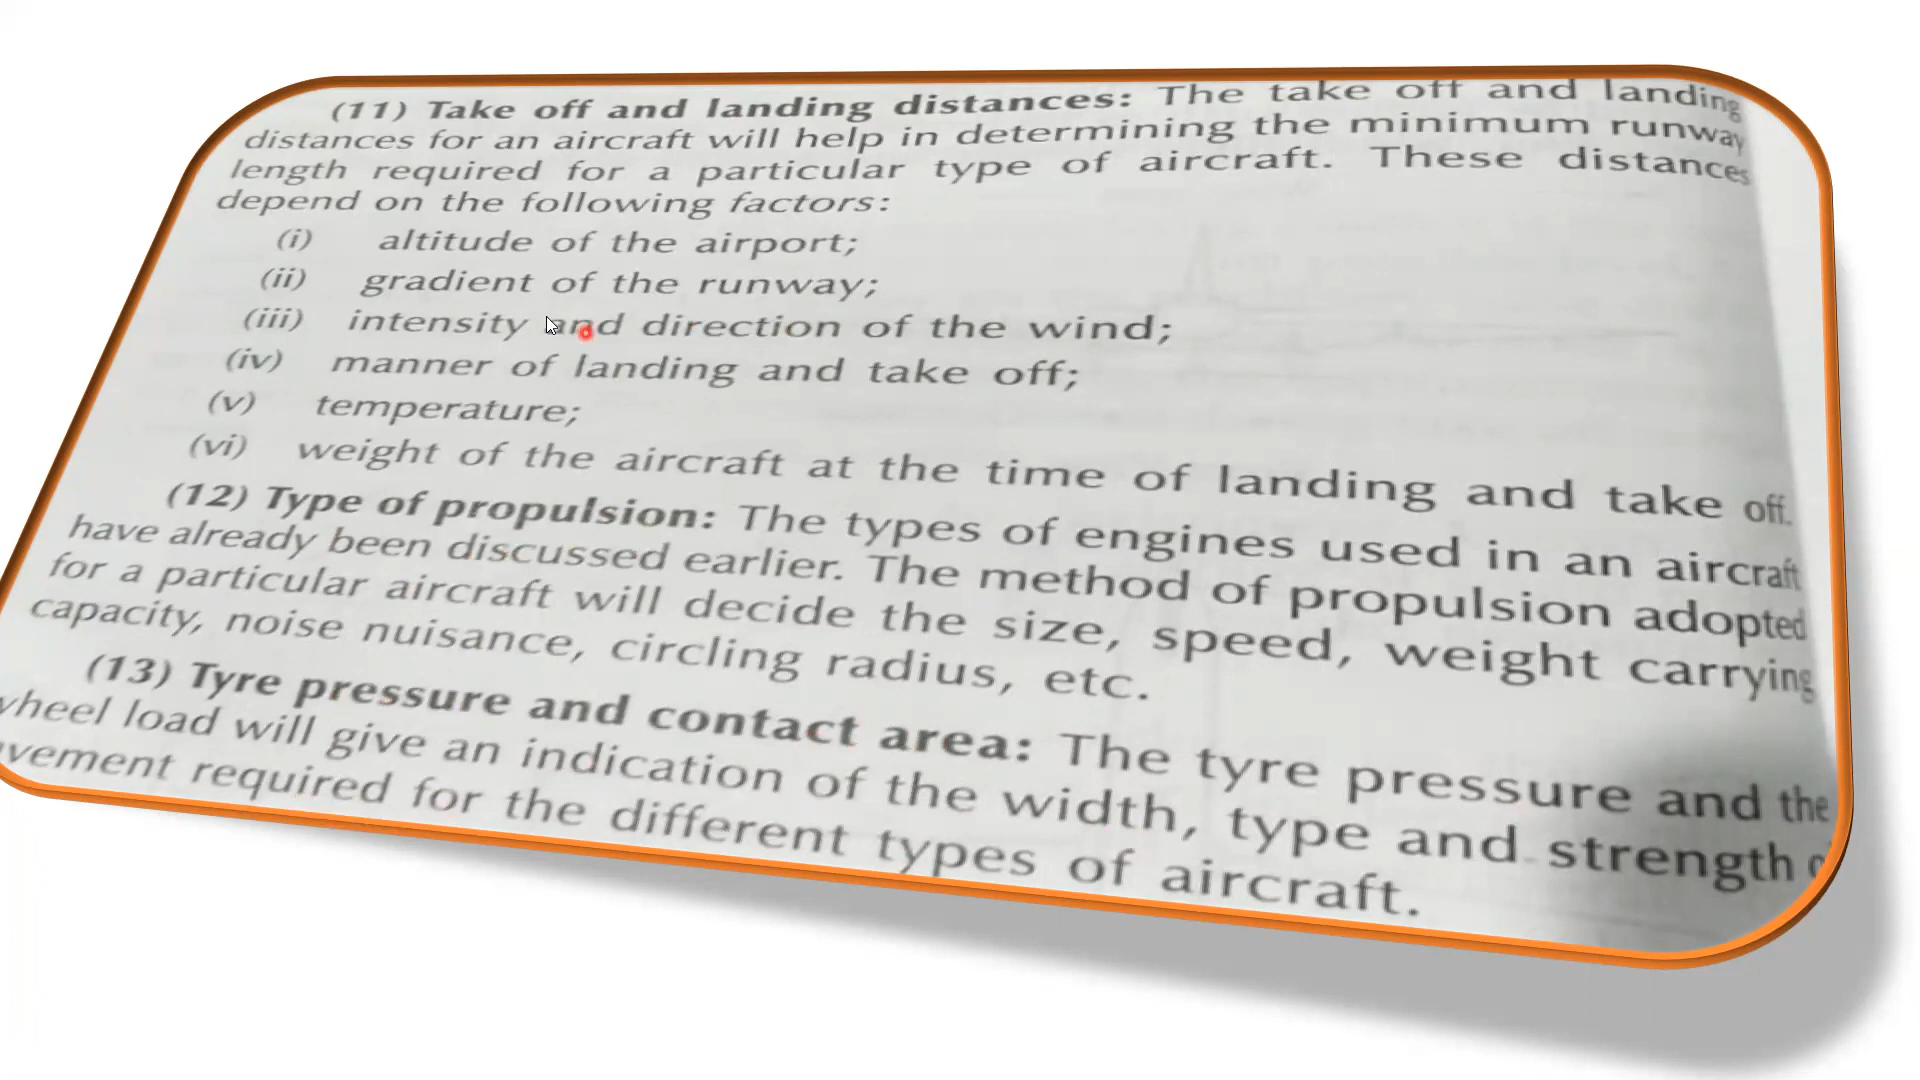 (11) Take off and landing distances: The take off and landing
distances for an aircraft will help in determining the minimum runway
length required for a particular type of aircraft. These distances
depend on the following factors:
(i) altitude of the airport;
(ii) gradient of the runway;
(iii) intensity and direction of the wind;
(iv) manner of landing and take off;
(v) temperature;
(vi) weight of the aircraft at the time of landing and take off.
(12) Type of propulsion: The types of engines used in an aircraft
have already been discussed earlier. The method of propulsion adopted
for a particular aircraft will decide the size, speed, weight carrying
capacity, noise nuisance, circling radius, etc.
(13) Tyre pressure and contact area: The tyre pressure and the
wheel load will give an indication of the width, type and strength
vement required for the different types of aircraft.